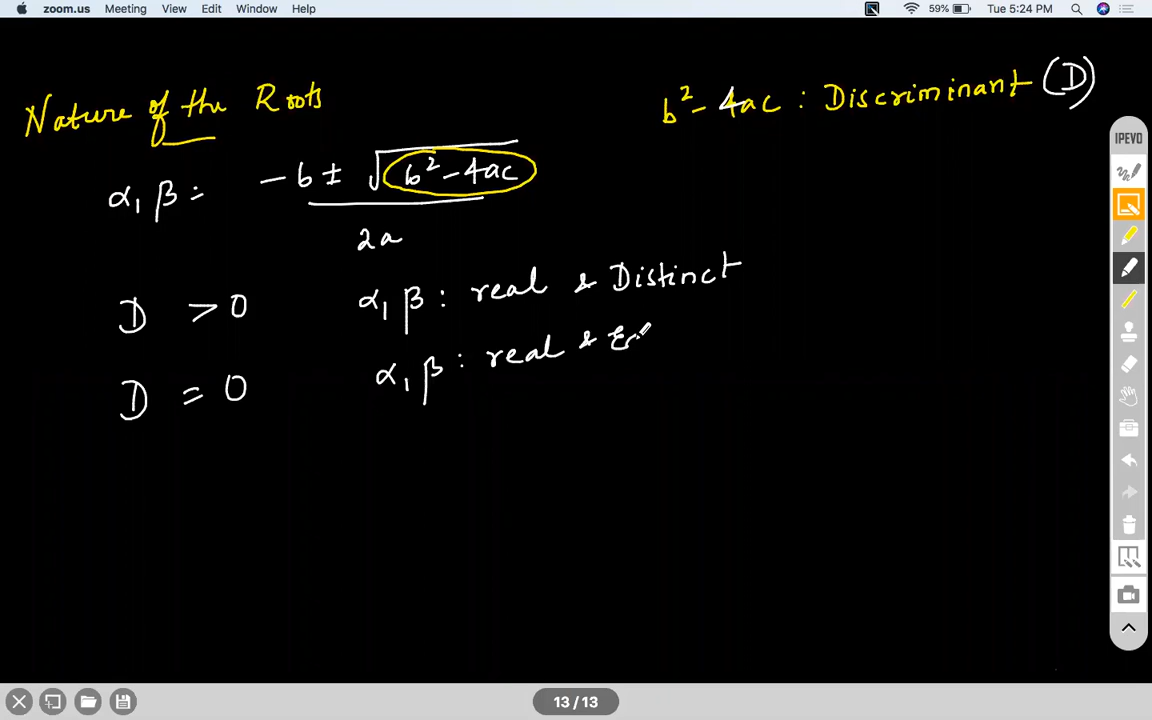 zoom.us Meeting View Edit Window Help 59% Tue 5:24 PM
Nature of the Roots
b² - 4ac : Discriminant (D)
α, β = -b ± √b² - 4ac
2a
D > 0 α, β : real & Distinct
D = 0 α, β : real &
IPEVO
13 / 13